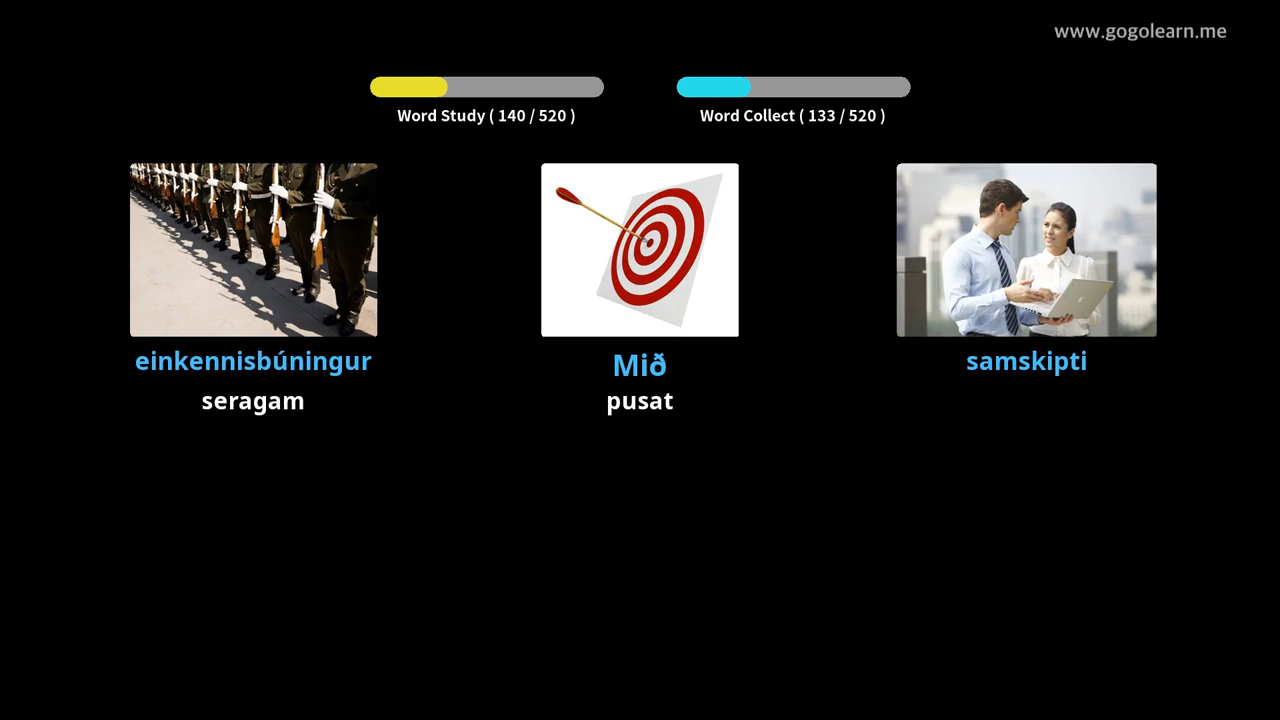 www.gogolearn.me
Word Study ( 140 / 520 )
Word Collect ( 133 / 520 )
einkennisbúningur
seragam
Mið
pusat
samskipti